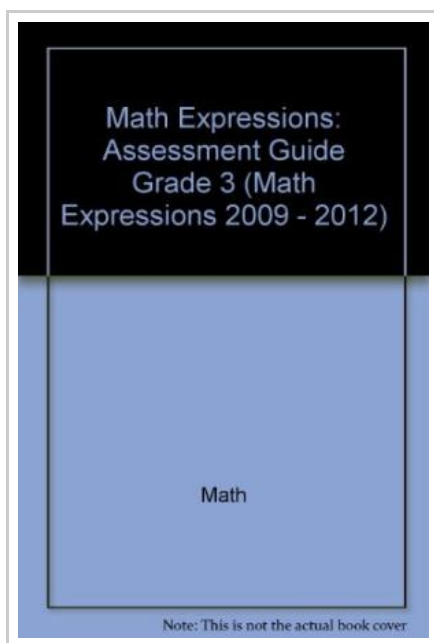 Math Expressions:
Assessment Guide
Grade 3 (Math
Expressions 2009 - 2012)
Math
Note: This is not the actual book cover